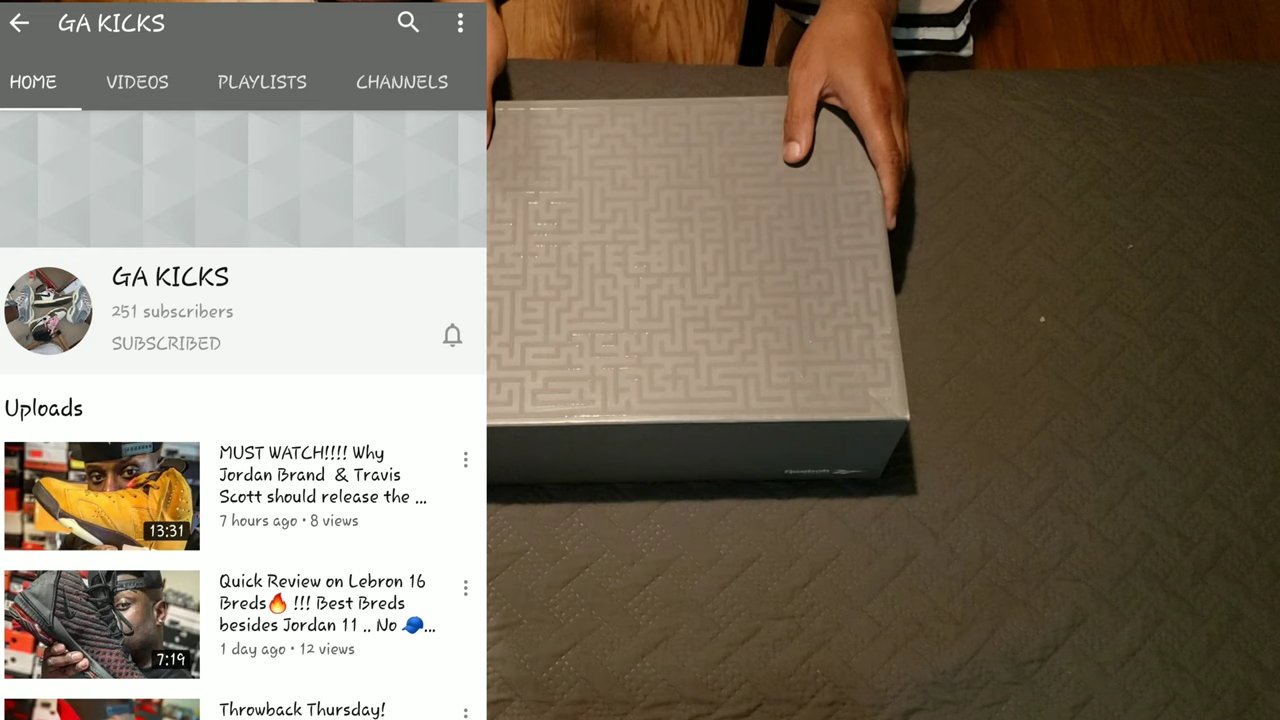 GA KICKS
HOME VIDEOS PLAYLISTS CHANNELS
GA KICKS
251 subscribers
SUBSCRIBED
Uploads
MUST WATCH!!!! Why
Jordan Brand & Travis
Scott should release the ...
7 hours ago • 8 views
13:31
Quick Review on Lebron 16
Breds🔥 !!! Best Breds
besides Jordan 11 .. No 🧢...
1 day ago • 12 views
7:19
Throwback Thursday!
Reebok